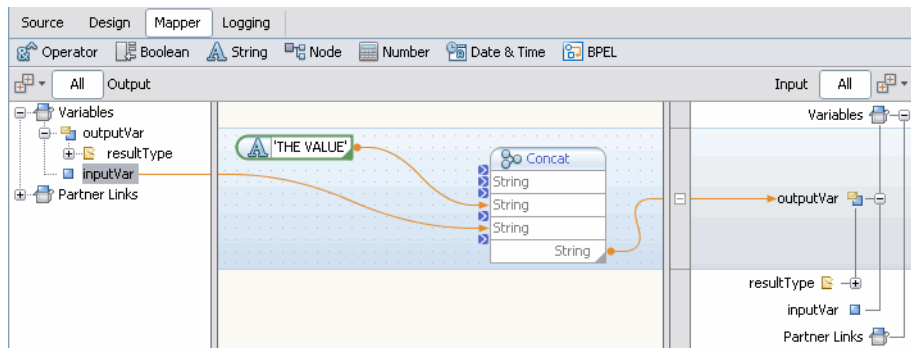 Source Design Mapper Logging
Operator Boolean String Node Number Date & Time BPEL
All Output Input All
Variables
outputVar
resultType
inputVar
Partner Links
'THE VALUE'
Concat
String
String
String
String
Variables
outputVar
resultType
inputVar
Partner Links